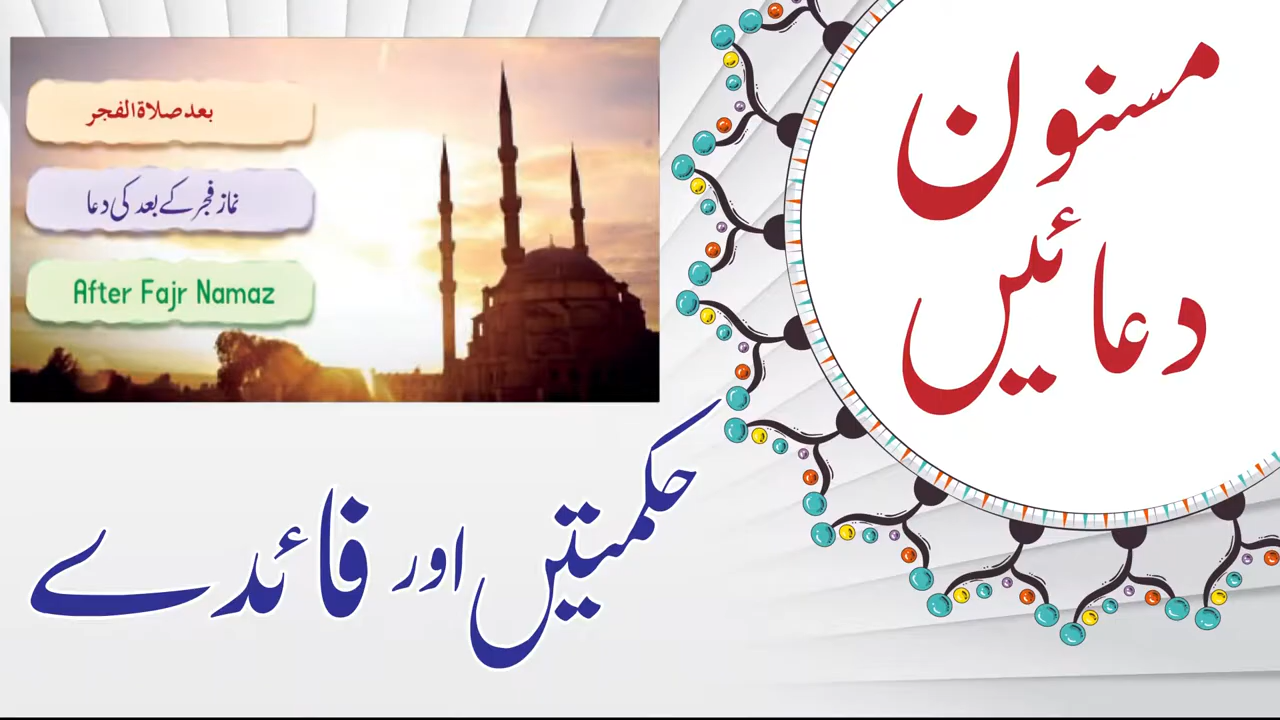 مسنون
دعائیں
بعد صلاة الفجر
نماز فجر کے بعد کی دعا
After Fajr Namaz
حکمتیں اور فائدے